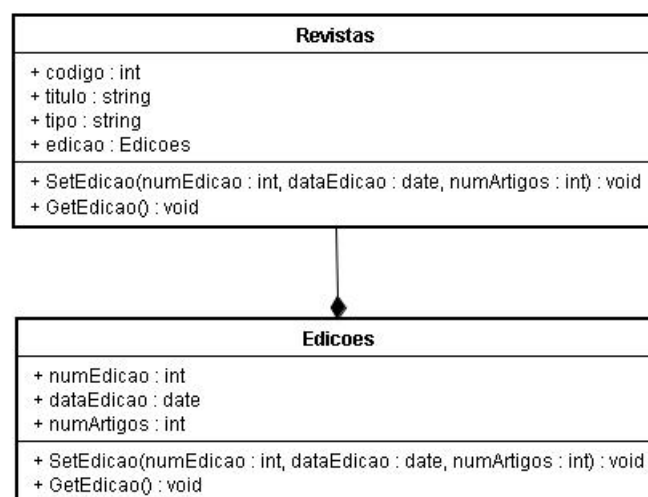 Revistas
+ codigo : int
+ titulo : string
+ tipo : string
+ edicao : Edicoes
+ SetEdicao(numEdicao : int, dataEdicao : date, numArtigos : int) : void
+ GetEdicao() : void
Edicoes
+ numEdicao : int
+ dataEdicao : date
+ numArtigos : int
+ SetEdicao(numEdicao : int, dataEdicao : date, numArtigos : int) : void
+ GetEdicao() : void